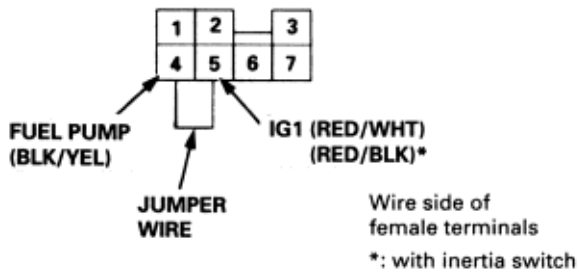 1 2 3
4 5 6 7
FUEL PUMP
(BLK/YEL)
IG1 (RED/WHT)
(RED/BLK)*
JUMPER
WIRE
Wire side of
female terminals
*: with inertia switch